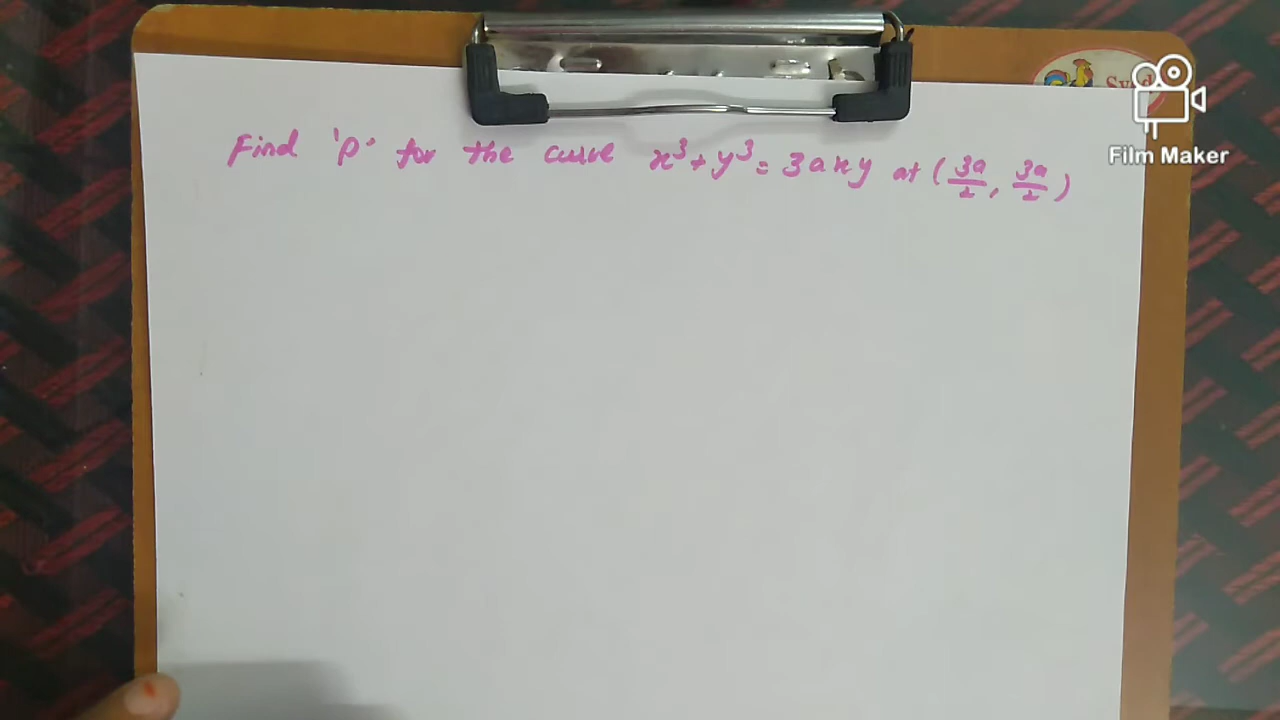 Find 'ρ' for the curve x³+y³=3axy at (3a/2, 3a/2)
Film Maker